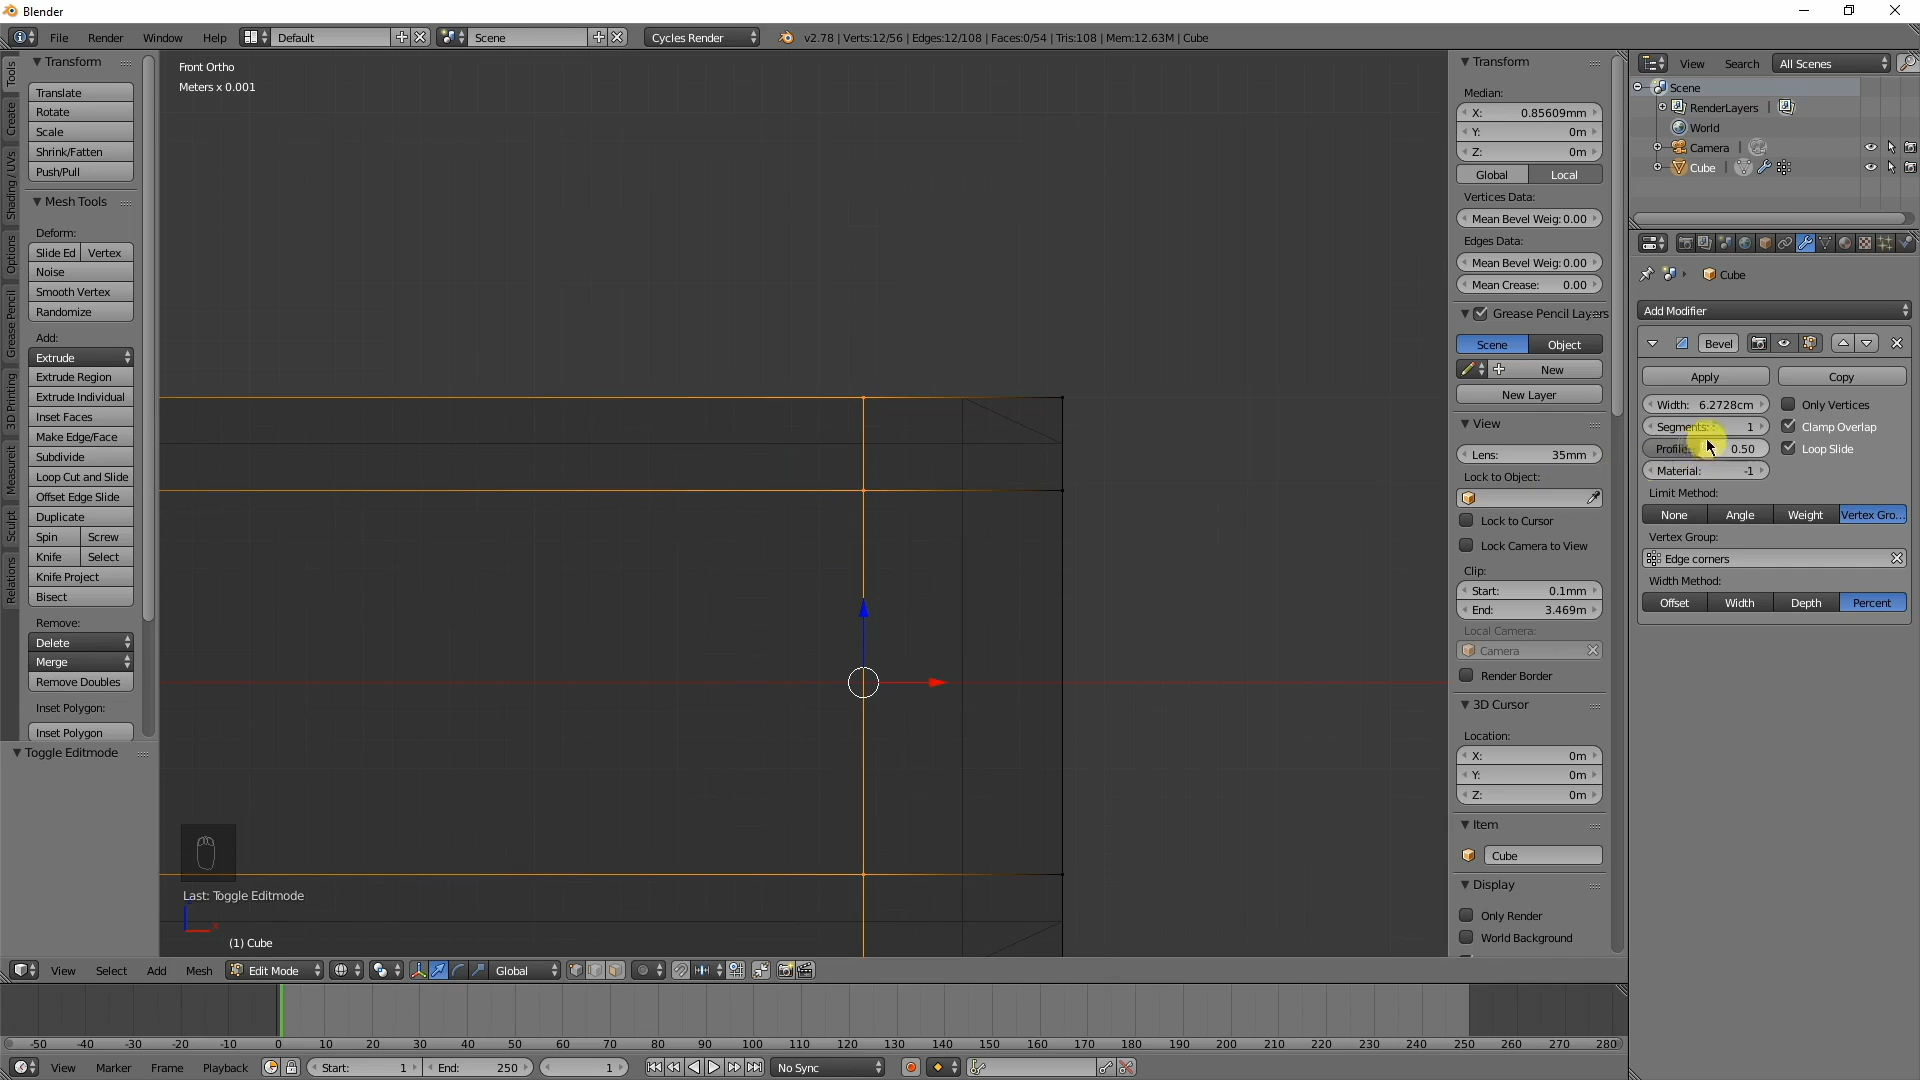 Blender
File Render Window Help Default Scene Cycles Render v2.78 | Verts:12/56 | Edges:12/108 | Faces:0/54 | Tris:108 | Mem:12.63M | Cube
Tools
Create
Shading / UVs
Options
Grease Pencil
3D Printing
Measureit
Sculpt
Relations
Transform
Translate
Rotate
Scale
Shrink/Fatten
Push/Pull
Mesh Tools
Deform:
Slide Ed Vertex
Noise
Smooth Vertex
Randomize
Add:
Extrude
Extrude Region
Extrude Individual
Inset Faces
Make Edge/Face
Subdivide
Loop Cut and Slide
Offset Edge Slide
Duplicate
Spin Screw
Knife Select
Knife Project
Bisect
Remove:
Delete
Merge
Remove Doubles
Inset Polygon:
Inset Polygon
Toggle Editmode
Front Ortho
Meters x 0.001
Last: Toggle Editmode
(1) Cube
Transform
Median:
X: 0.85609mm
Y: 0m
Z: 0m
Global Local
Vertices Data:
Mean Bevel Weig: 0.00
Edges Data:
Mean Bevel Weig: 0.00
Mean Crease: 0.00
Grease Pencil Layers
Scene Object
New
New Layer
View
Lens: 35mm
Lock to Object:
Lock to Cursor
Lock Camera to View
Clip:
Start: 0.1mm
End: 3.469m
Local Camera:
Camera
Render Border
3D Cursor
Location:
X: 0m
Y: 0m
Z: 0m
Item
Cube
Display
Only Render
World Background
View Search All Scenes
Scene
RenderLayers
World
Camera
Cube
Cube
Add Modifier
Bevel
Apply Copy
Width: 6.2728cm Only Vertices
Segments: 1 Clamp Overlap
Profile: 0.50 Loop Slide
Material: -1
Limit Method:
None Angle Weight Vertex Gro...
Vertex Group:
Edge corners
Width Method:
Offset Width Depth Percent
View Select Add Mesh Edit Mode Global
-50 -40 -30 -20 -10 0 10 20 30 40 50 60 70 80 90 100 110 120 130 140 150 160 170 180 190 200 210 220 230 240 250 260 270 280
View Marker Frame Playback Start: 1 End: 250 1 No Sync